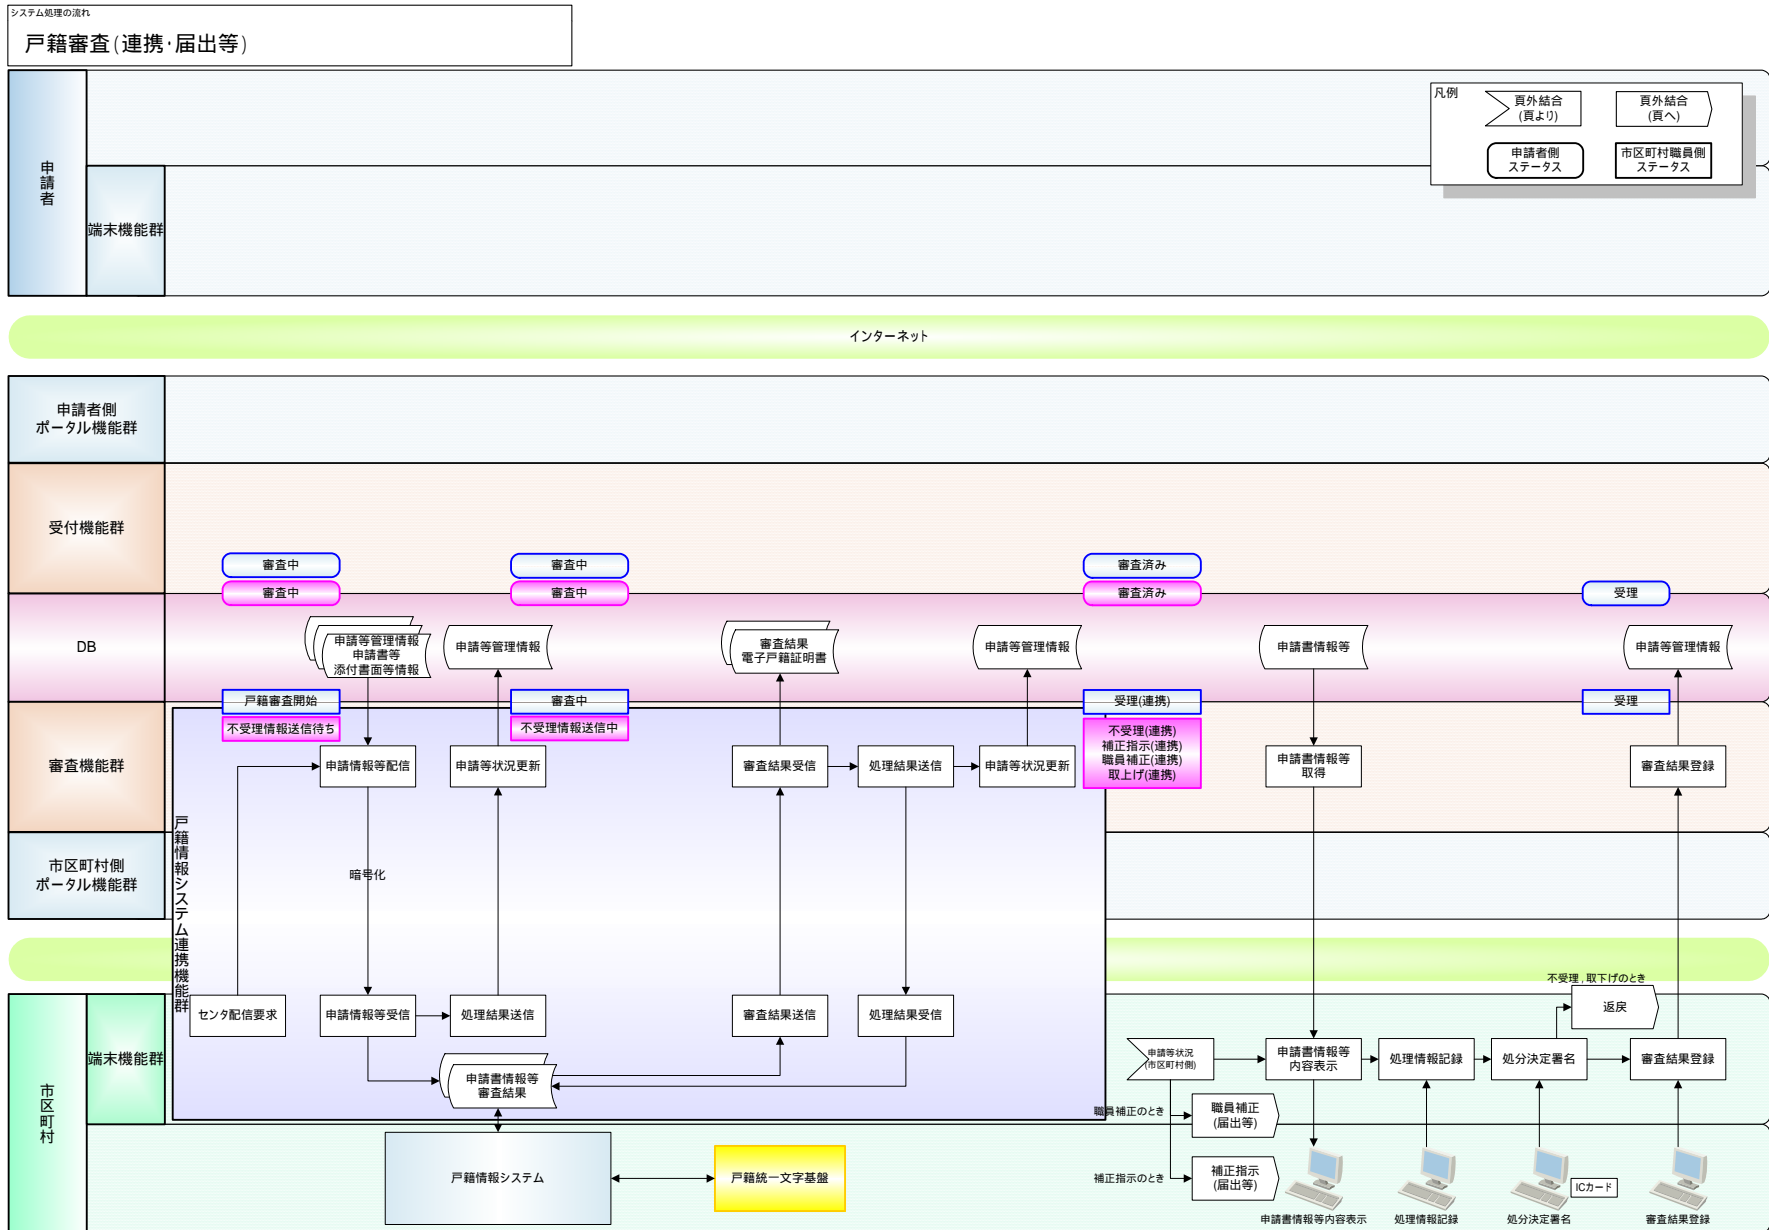 システム処理の流れ
戸籍審査(連携・届出等)
凡例
頁外結合
(頁より)
頁外結合
(頁へ)
申請者側
ステータス
市区町村職員側
ステータス
申請者
端末機能群
インターネット
申請者側
ポータル機能群
受付機能群
審査中
審査中
審査済み
審査中
審査中
審査済み
受理
DB
申請等管理情報
申請書等
添付書面等情報
申請等管理情報
審査結果
電子戸籍証明書
申請等管理情報
申請書情報等
申請等管理情報
戸籍審査開始
審査中
受理(連携)
受理
不受理情報送信待ち
不受理情報送信中
不受理(連携)
補正指示(連携)
職員補正(連携)
取上げ(連携)
審査機能群
申請情報等配信
申請等状況更新
審査結果受信
処理結果送信
申請等状況更新
申請書情報等
取得
審査結果登録
戸籍情報システム連携機能群
市区町村側
ポータル機能群
暗号化
不受理,取下げのとき
市区町村
端末機能群
センタ配信要求
申請情報等受信
処理結果送信
審査結果送信
処理結果受信
返戻
申請等状況
(市区町村側)
申請書情報等
内容表示
処理情報記録
処分決定署名
審査結果登録
申請書情報等
審査結果
職員補正のとき
職員補正
(届出等)
戸籍情報システム
戸籍統一文字基盤
補正指示のとき
補正指示
(届出等)
ICカード
申請書情報等内容表示
処理情報記録
処分決定署名
審査結果登録